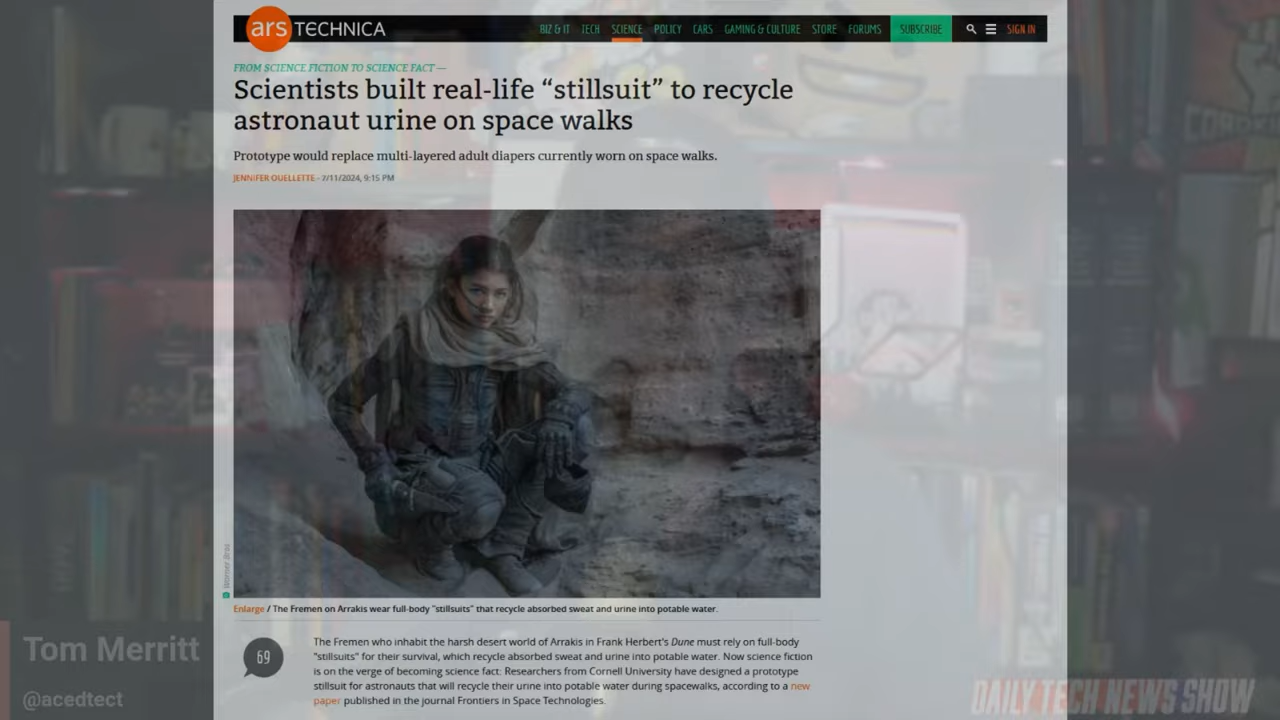 ars TECHNICA
BIZ & IT TECH SCIENCE POLICY CARS GAMING & CULTURE STORE FORUMS SUBSCRIBE SIGN IN
FROM SCIENCE FICTION TO SCIENCE FACT —
Scientists built real-life “stillsuit” to recycle
astronaut urine on space walks
Prototype would replace multi-layered adult diapers currently worn on space walks.
JENNIFER OUELLETTE - 7/11/2024, 9:15 PM
Warner Bros
Enlarge / The Fremen on Arrakis wear full-body "stillsuits" that recycle absorbed sweat and urine into potable water.
69
The Fremen who inhabit the harsh desert world of Arrakis in Frank Herbert's Dune must rely on full-body
"stillsuits" for their survival, which recycle absorbed sweat and urine into potable water. Now science fiction
is on the verge of becoming science fact: Researchers from Cornell University have designed a prototype
stillsuit for astronauts that will recycle their urine into potable water during spacewalks, according to a new
paper published in the journal Frontiers in Space Technologies.
Tom Merritt
@acedtect
DAILY TECH NEWS SHOW